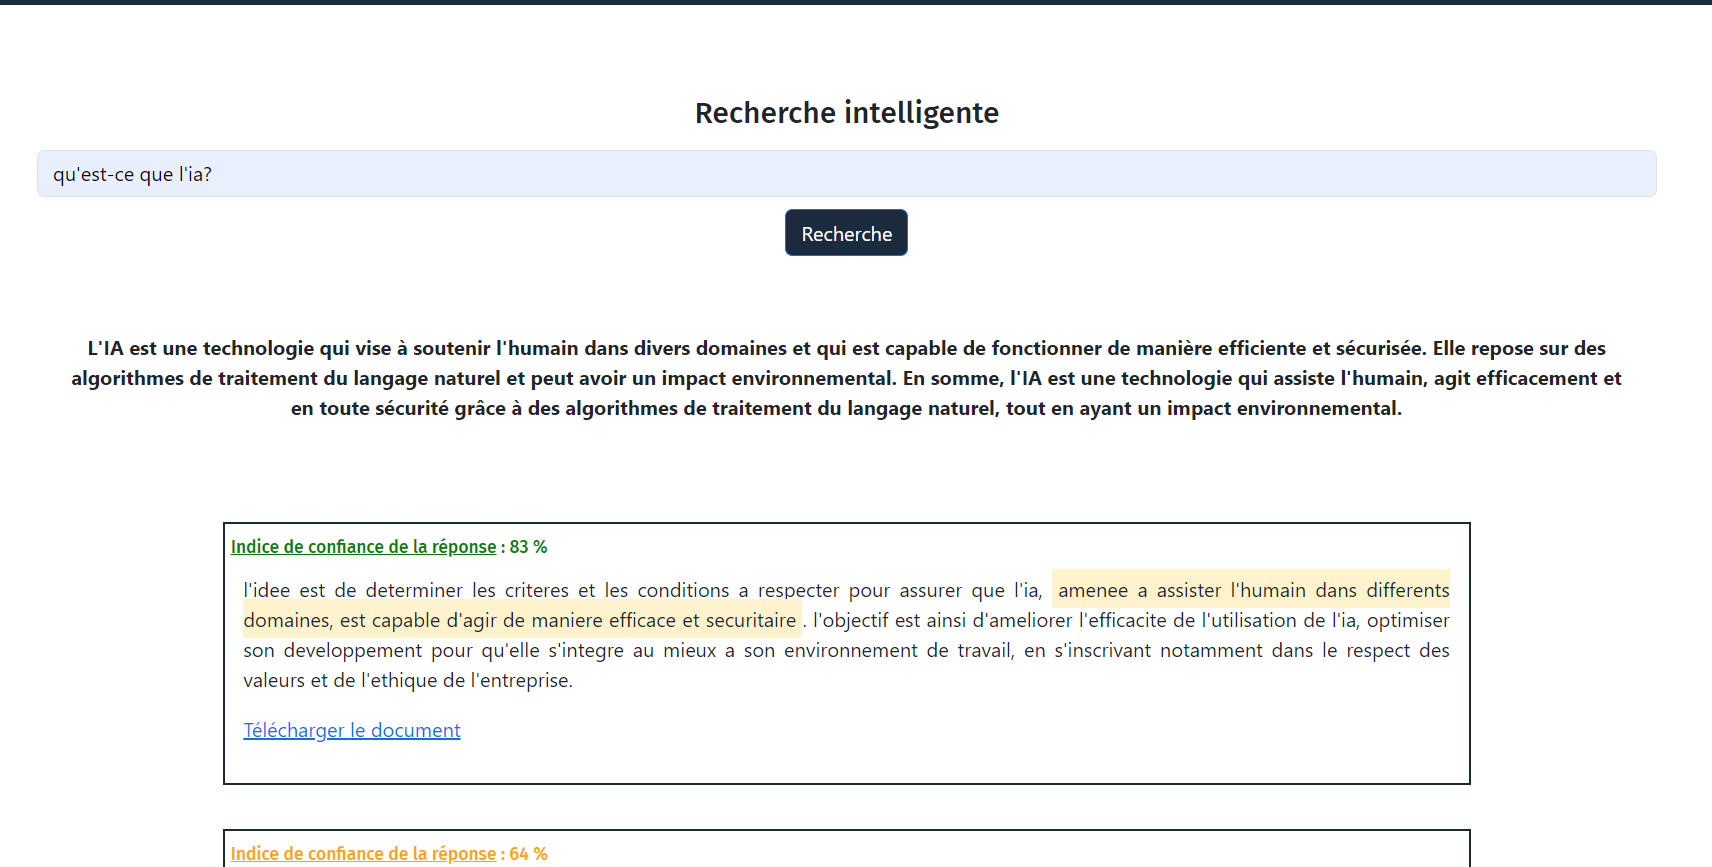 Recherche intelligente
qu'est-ce que l'ia?
Recherche
L'IA est une technologie qui vise à soutenir l'humain dans divers domaines et qui est capable de fonctionner de manière efficiente et sécurisée. Elle repose sur des
algorithmes de traitement du langage naturel et peut avoir un impact environnemental. En somme, l'IA est une technologie qui assiste l'humain, agit efficacement et
en toute sécurité grâce à des algorithmes de traitement du langage naturel, tout en ayant un impact environnemental.
Indice de confiance de la réponse : 83 %
l'idee est de determiner les criteres et les conditions a respecter pour assurer que l'ia, amenee a assister l'humain dans differents
domaines, est capable d'agir de maniere efficace et securitaire . l'objectif est ainsi d'ameliorer l'efficacite de l'utilisation de l'ia, optimiser
son developpement pour qu'elle s'integre au mieux a son environnement de travail, en s'inscrivant notamment dans le respect des
valeurs et de l'ethique de l'entreprise.
Télécharger le document
Indice de confiance de la réponse : 64 %